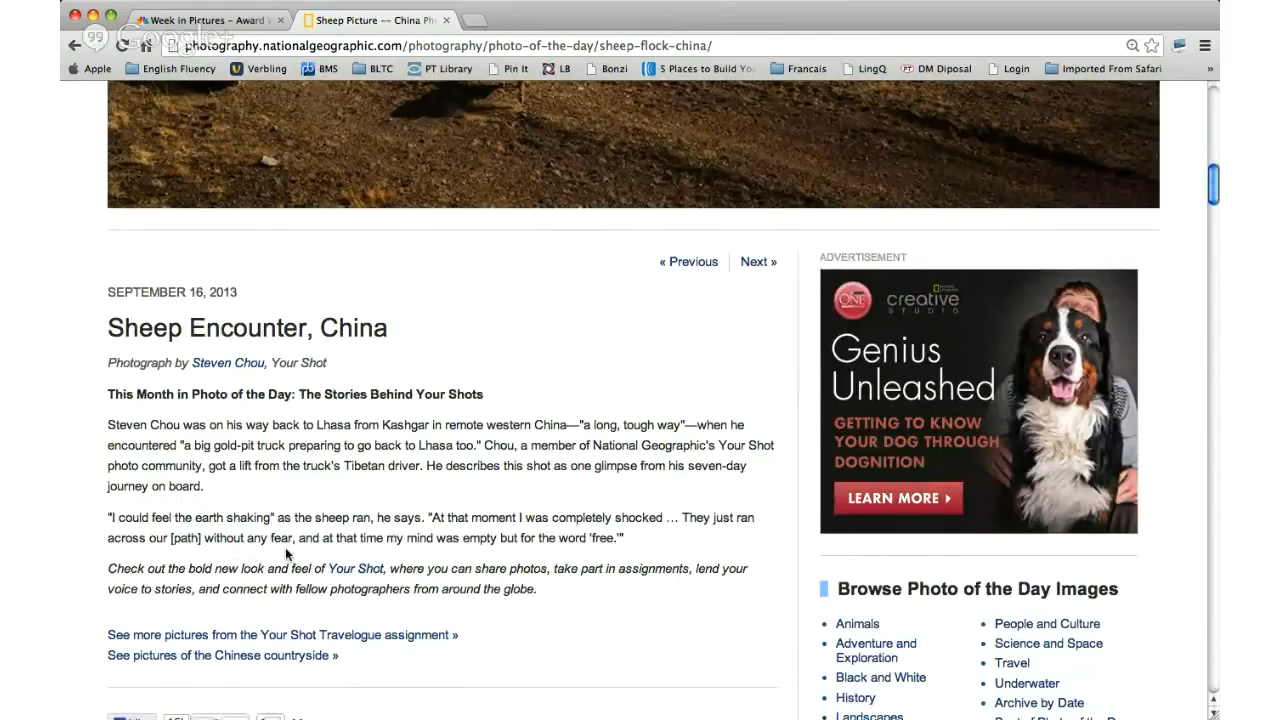 Week in Pictures – Award W
Sheep Picture -- China Ph
Google+
photography.nationalgeographic.com/photography/photo-of-the-day/sheep-flock-china/
Apple English Fluency Verbling BMS BLTC PT Library Pin It LB Bonzi 5 Places to Build Yo Francais LingQ DM Diposal Login Imported From Safari »
« Previous Next »
ADVERTISEMENT
SEPTEMBER 16, 2013
Sheep Encounter, China
Photograph by Steven Chou, Your Shot
This Month in Photo of the Day: The Stories Behind Your Shots
Steven Chou was on his way back to Lhasa from Kashgar in remote western China—"a long, tough way"—when he
encountered "a big gold-pit truck preparing to go back to Lhasa too." Chou, a member of National Geographic's Your Shot
photo community, got a lift from the truck's Tibetan driver. He describes this shot as one glimpse from his seven-day
journey on board.
"I could feel the earth shaking" as the sheep ran, he says. "At that moment I was completely shocked … They just ran
across our [path] without any fear, and at that time my mind was empty but for the word 'free.'"
Check out the bold new look and feel of Your Shot, where you can share photos, take part in assignments, lend your
voice to stories, and connect with fellow photographers from around the globe.
See more pictures from the Your Shot Travelogue assignment »
See pictures of the Chinese countryside »
ONE
creative
STUDIO
Genius
Unleashed
GETTING TO KNOW
YOUR DOG THROUGH
DOGNITION
LEARN MORE
Browse Photo of the Day Images
Animals
Adventure and
Exploration
Black and White
History
Landscapes
People and Culture
Science and Space
Travel
Underwater
Archive by Date